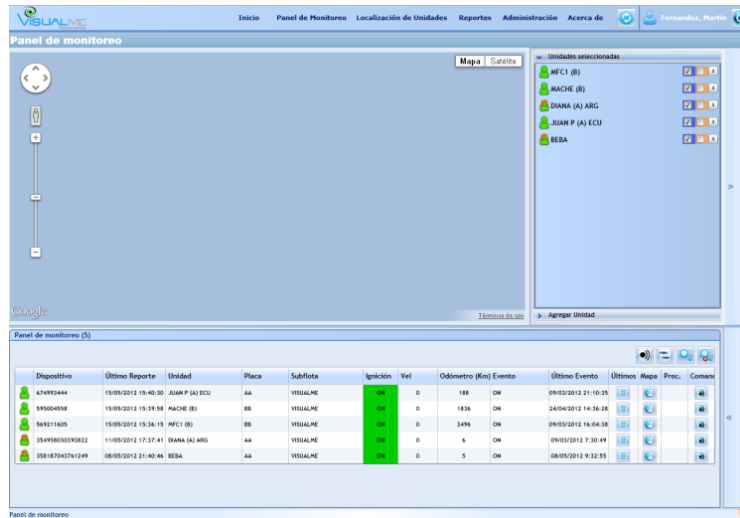 VISUALME
Inicio Panel de Monitoreo Localización de Unidades Reportes Administración Acerca de Fernandez, Martin
Panel de monitoreo
Mapa Satélite
Unidades seleccionadas
MFC1 (B)
MACHE (B)
DIANA (A) ARG
JUAN P (A) ECU
BEBA
Google
Términos de uso
Agregar Unidad
Panel de monitoreo (5)
Dispositivo Último Reporte Unidad Placa Subflota Ignición Vel Odómetro (Km) Evento Último Evento Últimos Mapa Proc. Coman
674993444 15/05/2012 15:40:30 JUAN P (A) ECU AA VISUALME ON 0 188 ON 09/03/2012 21:10:35
595004558 15/05/2012 15:39:58 MACHE (B) BB VISUALME ON 0 1836 ON 24/04/2012 14:36:28
569211605 15/05/2012 15:36:15 MFC1 (B) BB VISUALME ON 0 3496 ON 09/03/2012 16:04:38
354958030393822 11/05/2012 17:37:41 DIANA (A) ARG AA VISUALME ON 0 6 ON 09/03/2012 7:30:49
358187043761249 08/05/2012 21:40:46 BEBA AA VISUALME ON 0 5 ON 08/05/2012 9:32:55
Panel de monitoreo